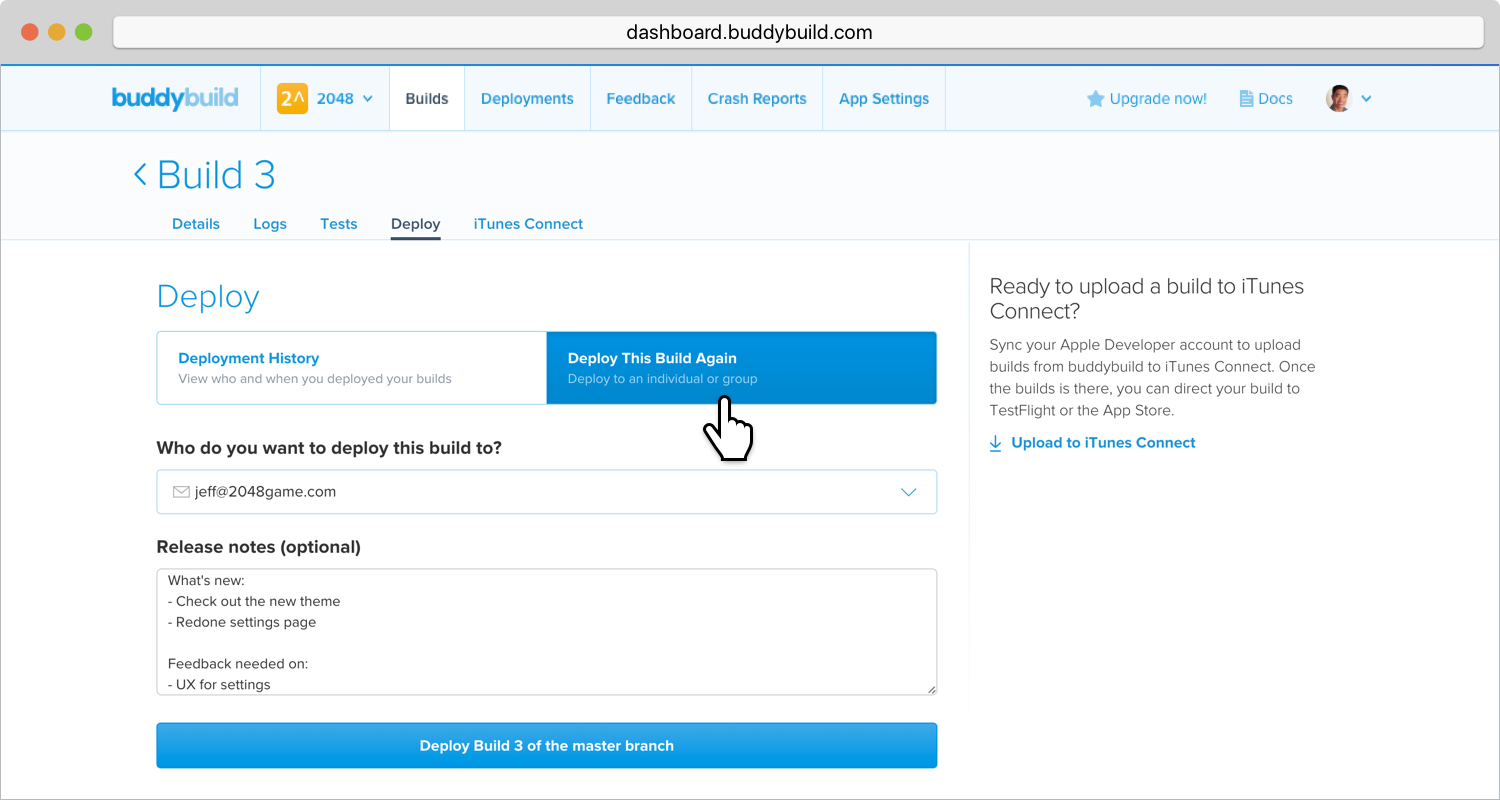 dashboard.buddybuild.com
buddybuild
2^
2048
Builds
Deployments
Feedback
Crash Reports
App Settings
Upgrade now!
Docs
Build 3
Details
Logs
Tests
Deploy
iTunes Connect
Deploy
Deployment History
View who and when you deployed your builds
Deploy This Build Again
Deploy to an individual or group
Who do you want to deploy this build to?
jeff@2048game.com
Release notes (optional)
What's new:
- Check out the new theme
- Redone settings page
Feedback needed on:
- UX for settings
Deploy Build 3 of the master branch
Ready to upload a build to iTunes
Connect?
Sync your Apple Developer account to upload
builds from buddybuild to iTunes Connect. Once
the builds is there, you can direct your build to
TestFlight or the App Store.
Upload to iTunes Connect